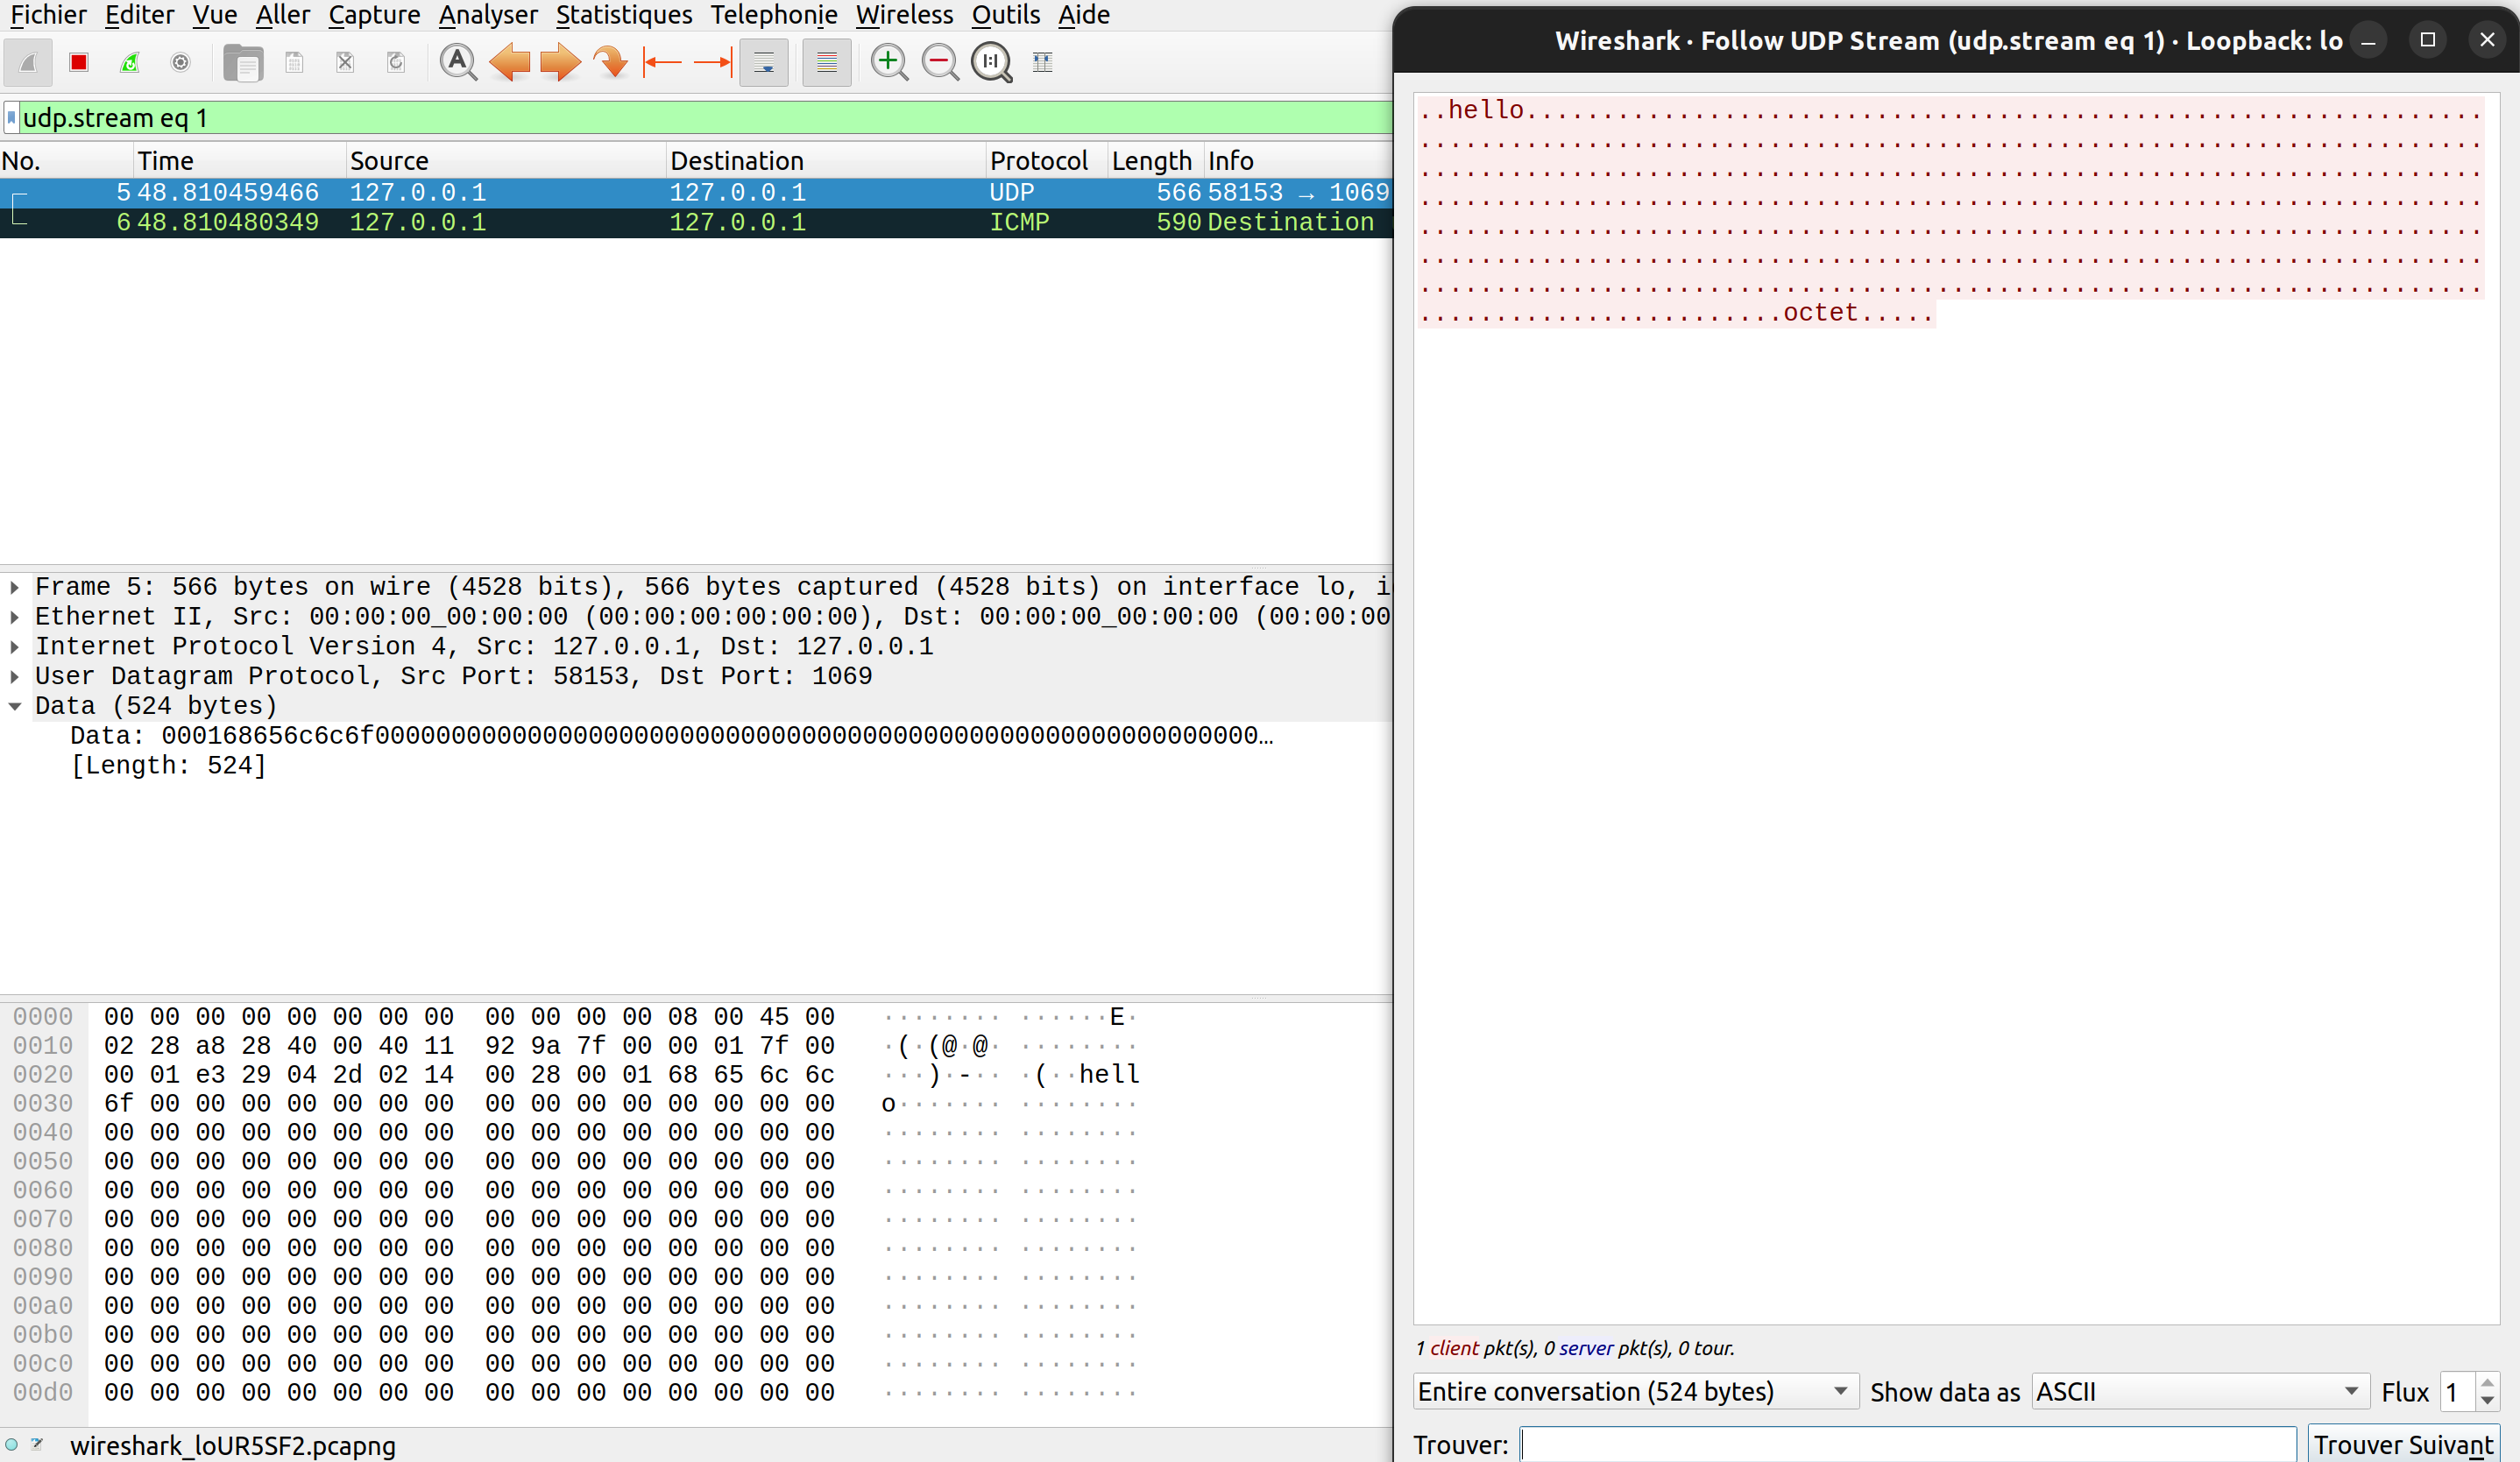 Fichier Editer Vue Aller Capture Analyser Statistiques Telephonie Wireless Outils Aide
udp.stream eq 1
No. Time Source Destination Protocol Length Info
5 48.810459466 127.0.0.1 127.0.0.1 UDP 566 58153 → 1069
6 48.810480349 127.0.0.1 127.0.0.1 ICMP 590 Destination
Frame 5: 566 bytes on wire (4528 bits), 566 bytes captured (4528 bits) on interface lo, i
Ethernet II, Src: 00:00:00_00:00:00 (00:00:00:00:00:00), Dst: 00:00:00_00:00:00 (00:00:00
Internet Protocol Version 4, Src: 127.0.0.1, Dst: 127.0.0.1
User Datagram Protocol, Src Port: 58153, Dst Port: 1069
Data (524 bytes)
Data: 000168656c6c6f0000000000000000000000000000000000000000000000000000000000…
[Length: 524]
0000 00 00 00 00 00 00 00 00 00 00 00 00 08 00 45 00 ········ ······E·
0010 02 28 a8 28 40 00 40 11 92 9a 7f 00 00 01 7f 00 ·(·(@·@· ········
0020 00 01 e3 29 04 2d 02 14 00 28 00 01 68 65 6c 6c ···)·-·· ·(··hell
0030 6f 00 00 00 00 00 00 00 00 00 00 00 00 00 00 00 o······· ········
0040 00 00 00 00 00 00 00 00 00 00 00 00 00 00 00 00 ········ ········
0050 00 00 00 00 00 00 00 00 00 00 00 00 00 00 00 00 ········ ········
0060 00 00 00 00 00 00 00 00 00 00 00 00 00 00 00 00 ········ ········
0070 00 00 00 00 00 00 00 00 00 00 00 00 00 00 00 00 ········ ········
0080 00 00 00 00 00 00 00 00 00 00 00 00 00 00 00 00 ········ ········
0090 00 00 00 00 00 00 00 00 00 00 00 00 00 00 00 00 ········ ········
00a0 00 00 00 00 00 00 00 00 00 00 00 00 00 00 00 00 ········ ········
00b0 00 00 00 00 00 00 00 00 00 00 00 00 00 00 00 00 ········ ········
00c0 00 00 00 00 00 00 00 00 00 00 00 00 00 00 00 00 ········ ········
00d0 00 00 00 00 00 00 00 00 00 00 00 00 00 00 00 00 ········ ········
wireshark_loUR5SF2.pcapng
Wireshark · Follow UDP Stream (udp.stream eq 1) · Loopback: lo
..hello...............................................................
......................................................................
......................................................................
......................................................................
......................................................................
......................................................................
......................................................................
........................octet.....
1 client pkt(s), 0 server pkt(s), 0 tour.
Entire conversation (524 bytes) Show data as ASCII Flux 1
Trouver: Trouver Suivant